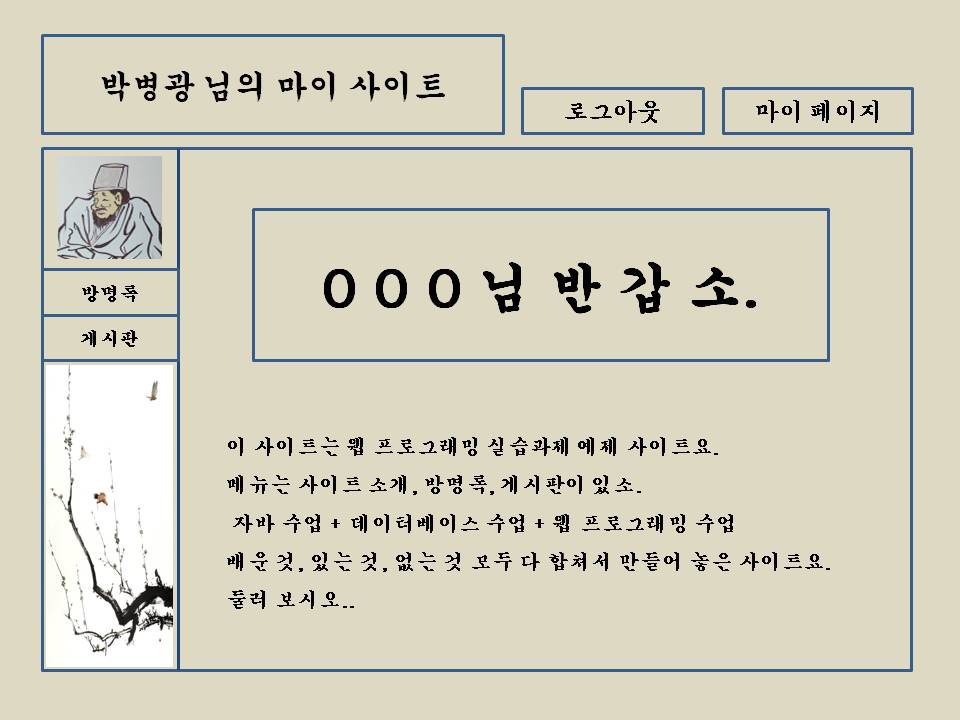 박병광 님의 마이 사이트
로그아웃
마이 페이지
방명록
게시판
O O O 님 반 갑 소.
이 사이트는 웹 프로그래밍 실습과제 예제 사이트요.
메뉴는 사이트 소개, 방명록, 게시판이 있소.
자바 수업 + 데이터베이스 수업 + 웹 프로그래밍 수업
배운 것, 있는 것, 없는 것 모두 다 합쳐서 만들어 놓은 사이트요.
둘러 보시오..